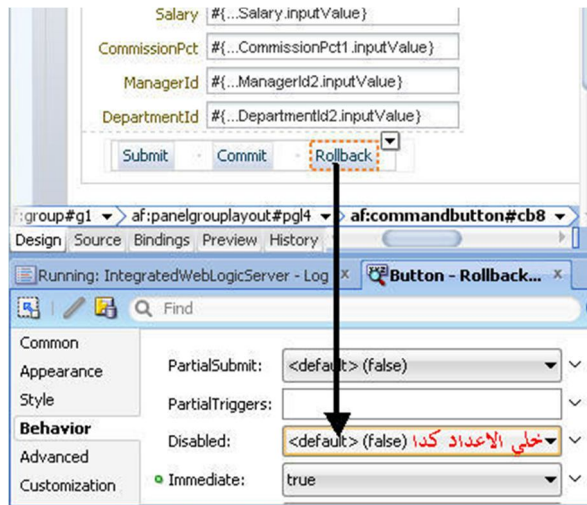 Salary #{...Salary.inputValue}
CommissionPct #{...CommissionPct1.inputValue}
ManagerId #{...ManagerId2.inputValue}
DepartmentId #{...DepartmentId2.inputValue}
Submit Commit Rollback
:group#g1 af:panelgrouplayout#pgl4 af:commandbutton#cb8
Design Source Bindings Preview History
Running: IntegratedWebLogicServer - Log x Button - Rollback... x
Find
Common
Appearance PartialSubmit: <default> (false)
Style PartialTriggers:
Behavior
Disabled: <default> (false) خلي الاعداد كدا
Advanced
Customization Immediate: true